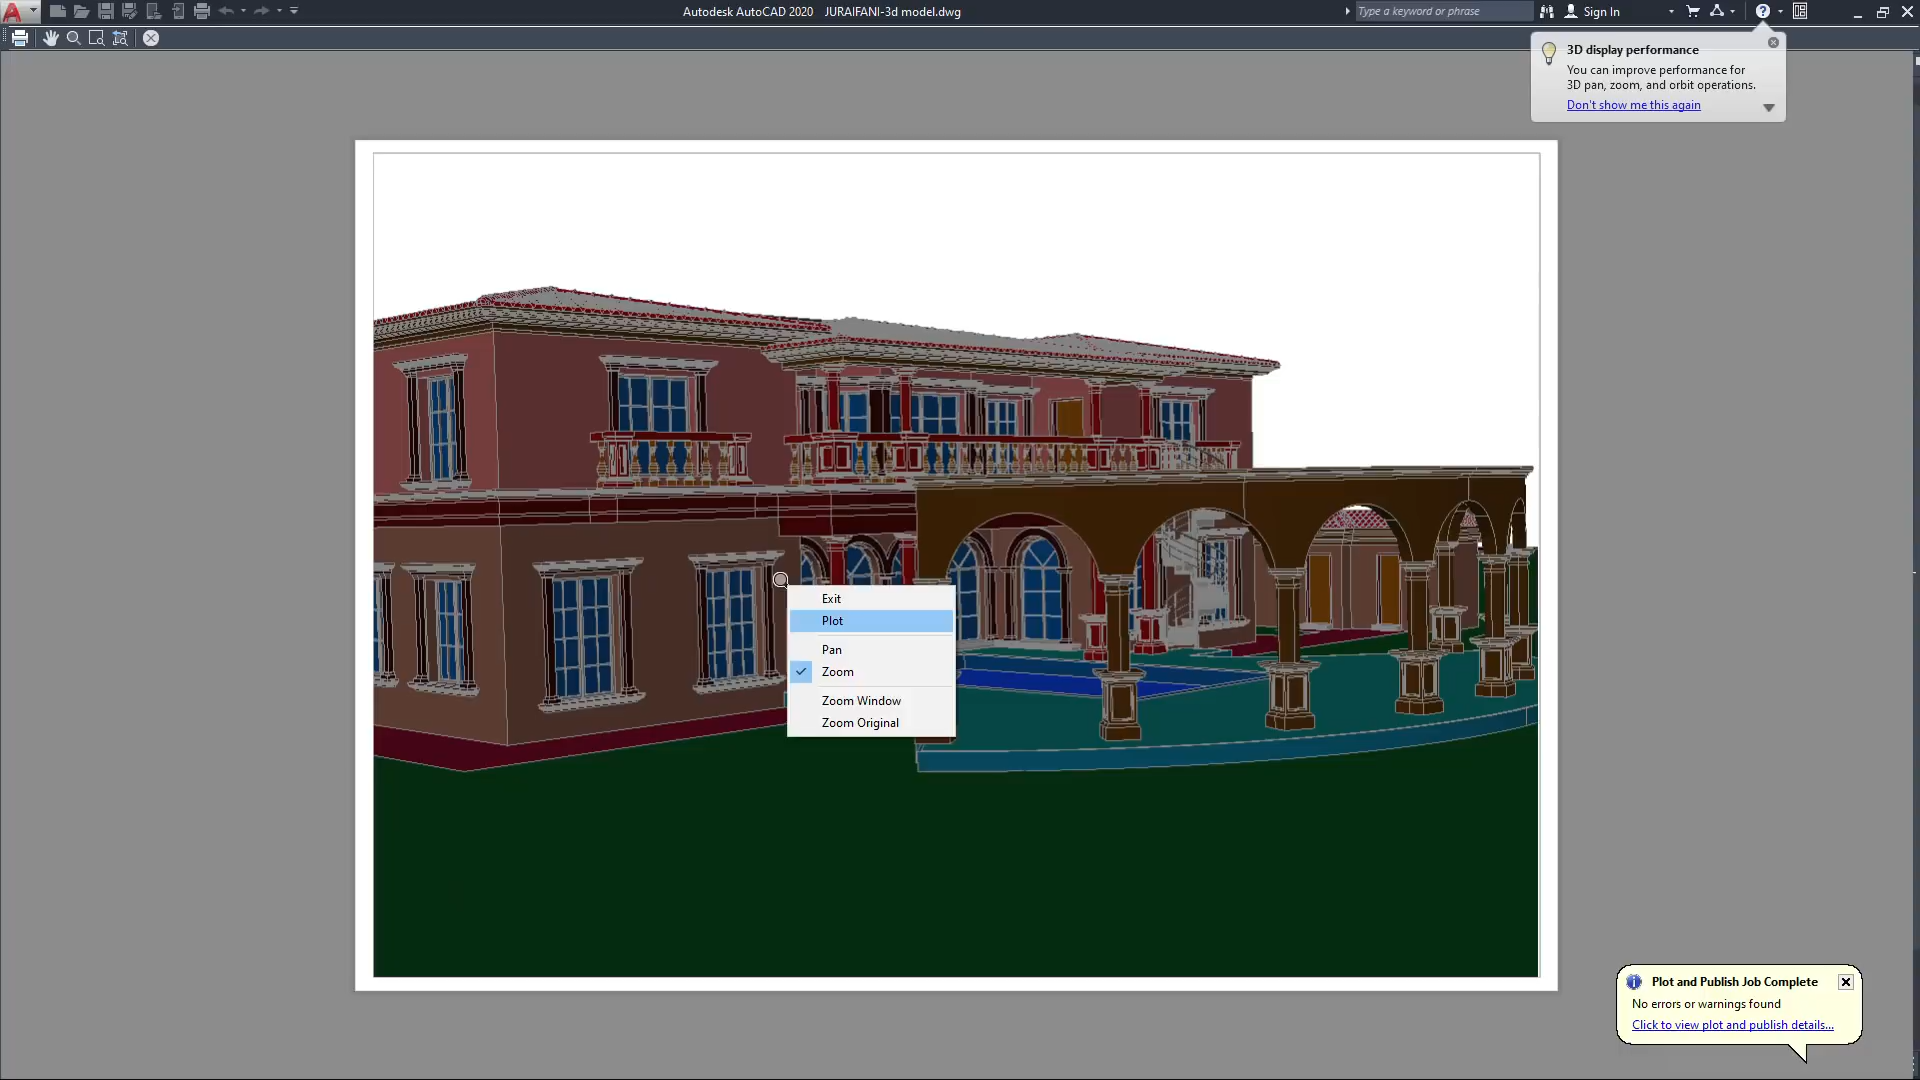 Autodesk AutoCAD 2020 JURAIFANI-3d model.dwg
Type a keyword or phrase
Sign In
3D display performance
You can improve performance for
3D pan, zoom, and orbit operations.
Don't show me this again
Exit
Plot
Pan
Zoom
Zoom Window
Zoom Original
Plot and Publish Job Complete
No errors or warnings found
Click to view plot and publish details...